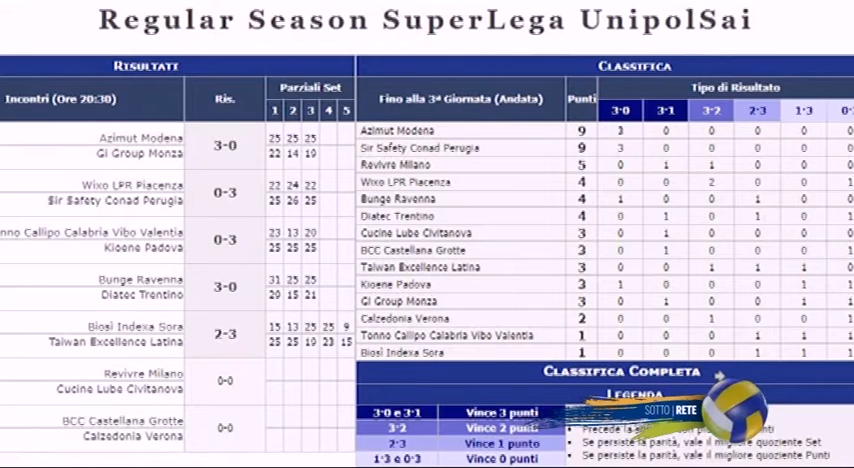 Regular Season SuperLega UnipolSai
RISULTATI
CLASSIFICA
Incontri (Ore 20:30) Ris. Parziali Set
1 2 3 4 5
Fino alla 3ª Giornata (Andata) Punti Tipo di Risultato
3-0 3-1 3-2 2-3 1-3 0-
Azimut Modena 3-0 25 25 25
Gi Group Monza 22 14 19
Wixo LPR Piacenza 0-3 22 24 22
Sir Safety Conad Perugia 25 26 25
nno Callipo Calabria Vibo Valentia 0-3 23 13 20
Kioene Padova 25 25 25
Bunge Ravenna 3-0 31 25 25
Diatec Trentino 29 15 21
Biosì Indexa Sora 2-3 15 13 25 25 9
Taiwan Excellence Latina 25 25 19 23 15
Revivre Milano 0-0
Cucine Lube Civitanova
BCC Castellana Grotte 0-0
Calzedonia Verona
Azimut Modena 9 3 0 0 0 0
Sir Safety Conad Perugia 9 3 0 0 0 0
Revivre Milano 5 0 1 1 0 0
Wixo LPR Piacenza 4 0 0 2 0 0 1
Bunge Ravenna 4 1 0 0 1 0 1
Diatec Trentino 4 0 1 0 1 0 1
Cucine Lube Civitanova 3 0 1 0 0 0
BCC Castellana Grotte 3 0 1 0 0 0 1
Taiwan Excellence Latina 3 0 0 1 1 1
Kioene Padova 3 1 0 0 0 1 1
Gi Group Monza 3 0 1 0 0 1 1
Calzedonia Verona 2 0 0 1 0 0 1
Tonno Callipo Calabria Vibo Valentia 1 0 0 0 1 1 1
Biosì Indexa Sora 1 0 0 0 1 1 1
CLASSIFICA COMPLETA
LEGENDA
3-0 e 3-1 Vince 3 punti
3-2 Vince 2 punti
2-3 Vince 1 punto
1-3 e 0-3 Vince 0 punti
SOTTO | RETE
• Precede la
• Se persiste la parità, vale il migliore quoziente Set
• Se persiste la parità, vale il migliore quoziente Punti